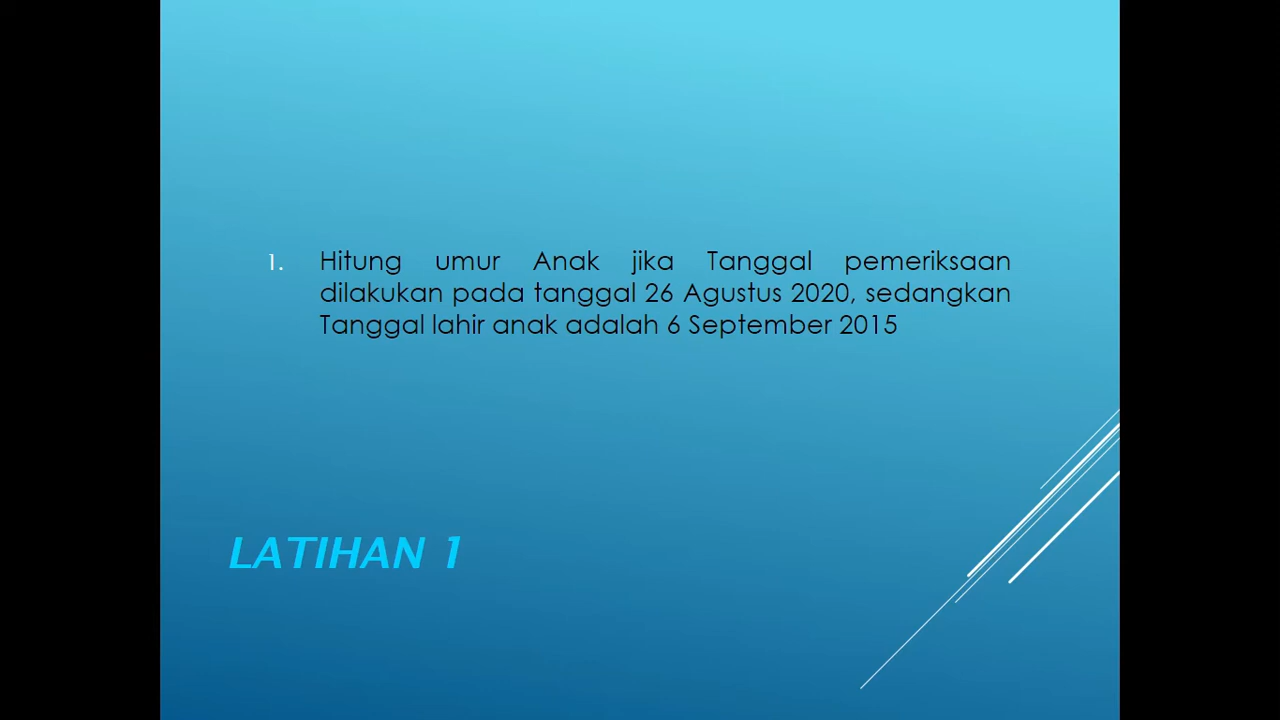 1. Hitung umur Anak jika Tanggal pemeriksaan
dilakukan pada tanggal 26 Agustus 2020, sedangkan
Tanggal lahir anak adalah 6 September 2015
LATIHAN 1